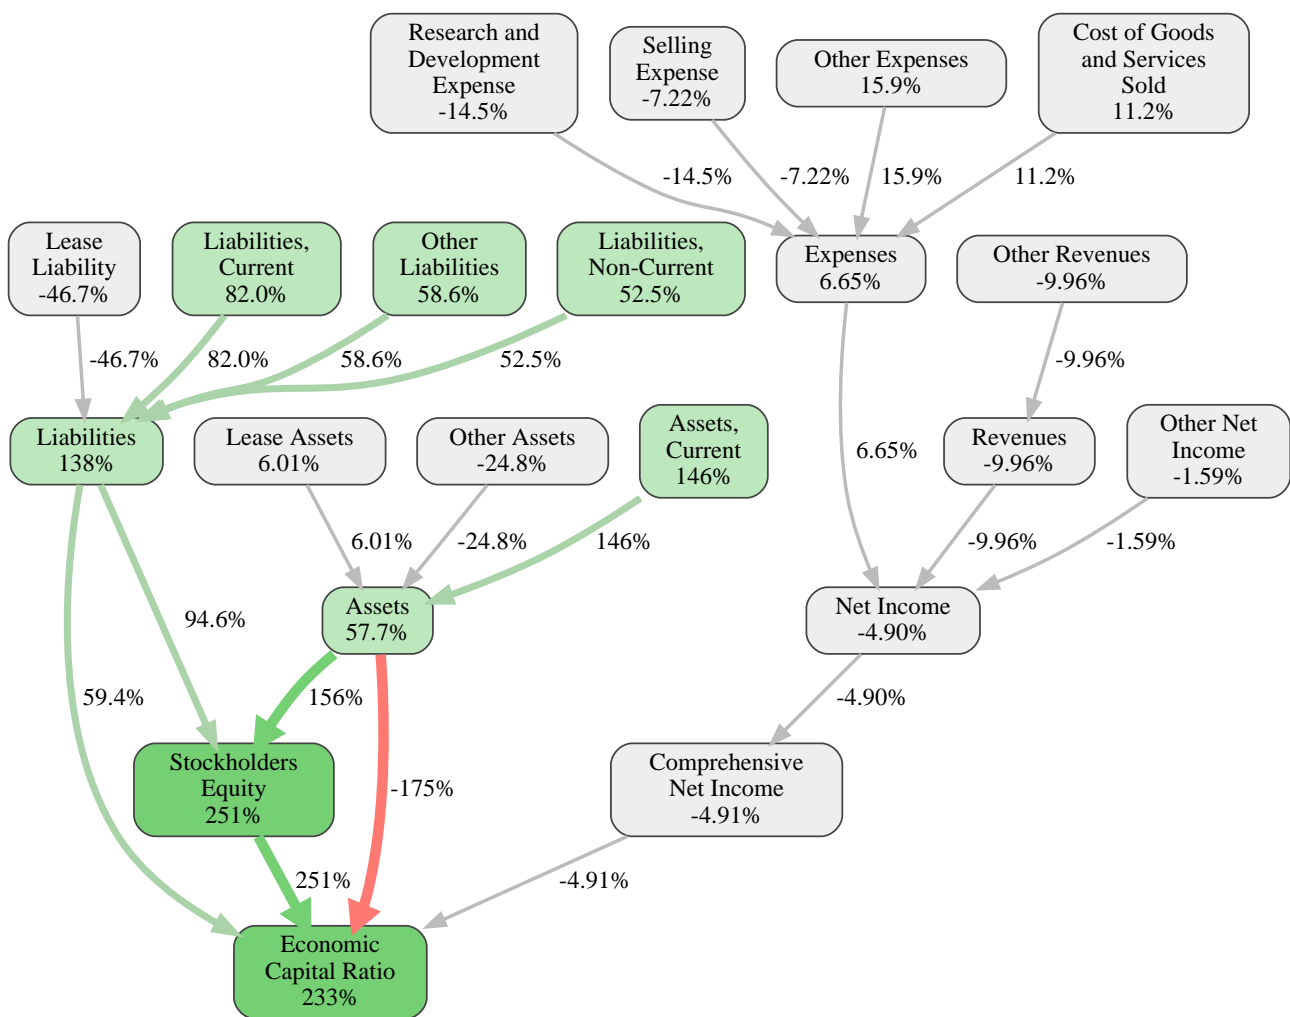 Research and
Development
Expense
-14.5%
Selling
Expense
-7.22%
Other Expenses
15.9%
Cost of Goods
and Services
Sold
11.2%
-14.5%
-7.22%
15.9%
11.2%
Lease
Liability
-46.7%
Liabilities,
Current
82.0%
Other
Liabilities
58.6%
Liabilities,
Non-Current
52.5%
Expenses
6.65%
Other Revenues
-9.96%
-46.7%
82.0%
58.6%
52.5%
-9.96%
Liabilities
138%
Lease Assets
6.01%
Other Assets
-24.8%
Assets,
Current
146%
6.65%
Revenues
-9.96%
Other Net
Income
-1.59%
6.01%
-24.8%
146%
-9.96%
-1.59%
94.6%
Assets
57.7%
Net Income
-4.90%
59.4%
156%
-4.90%
Stockholders
Equity
251%
-175%
Comprehensive
Net Income
-4.91%
251%
-4.91%
Economic
Capital Ratio
233%